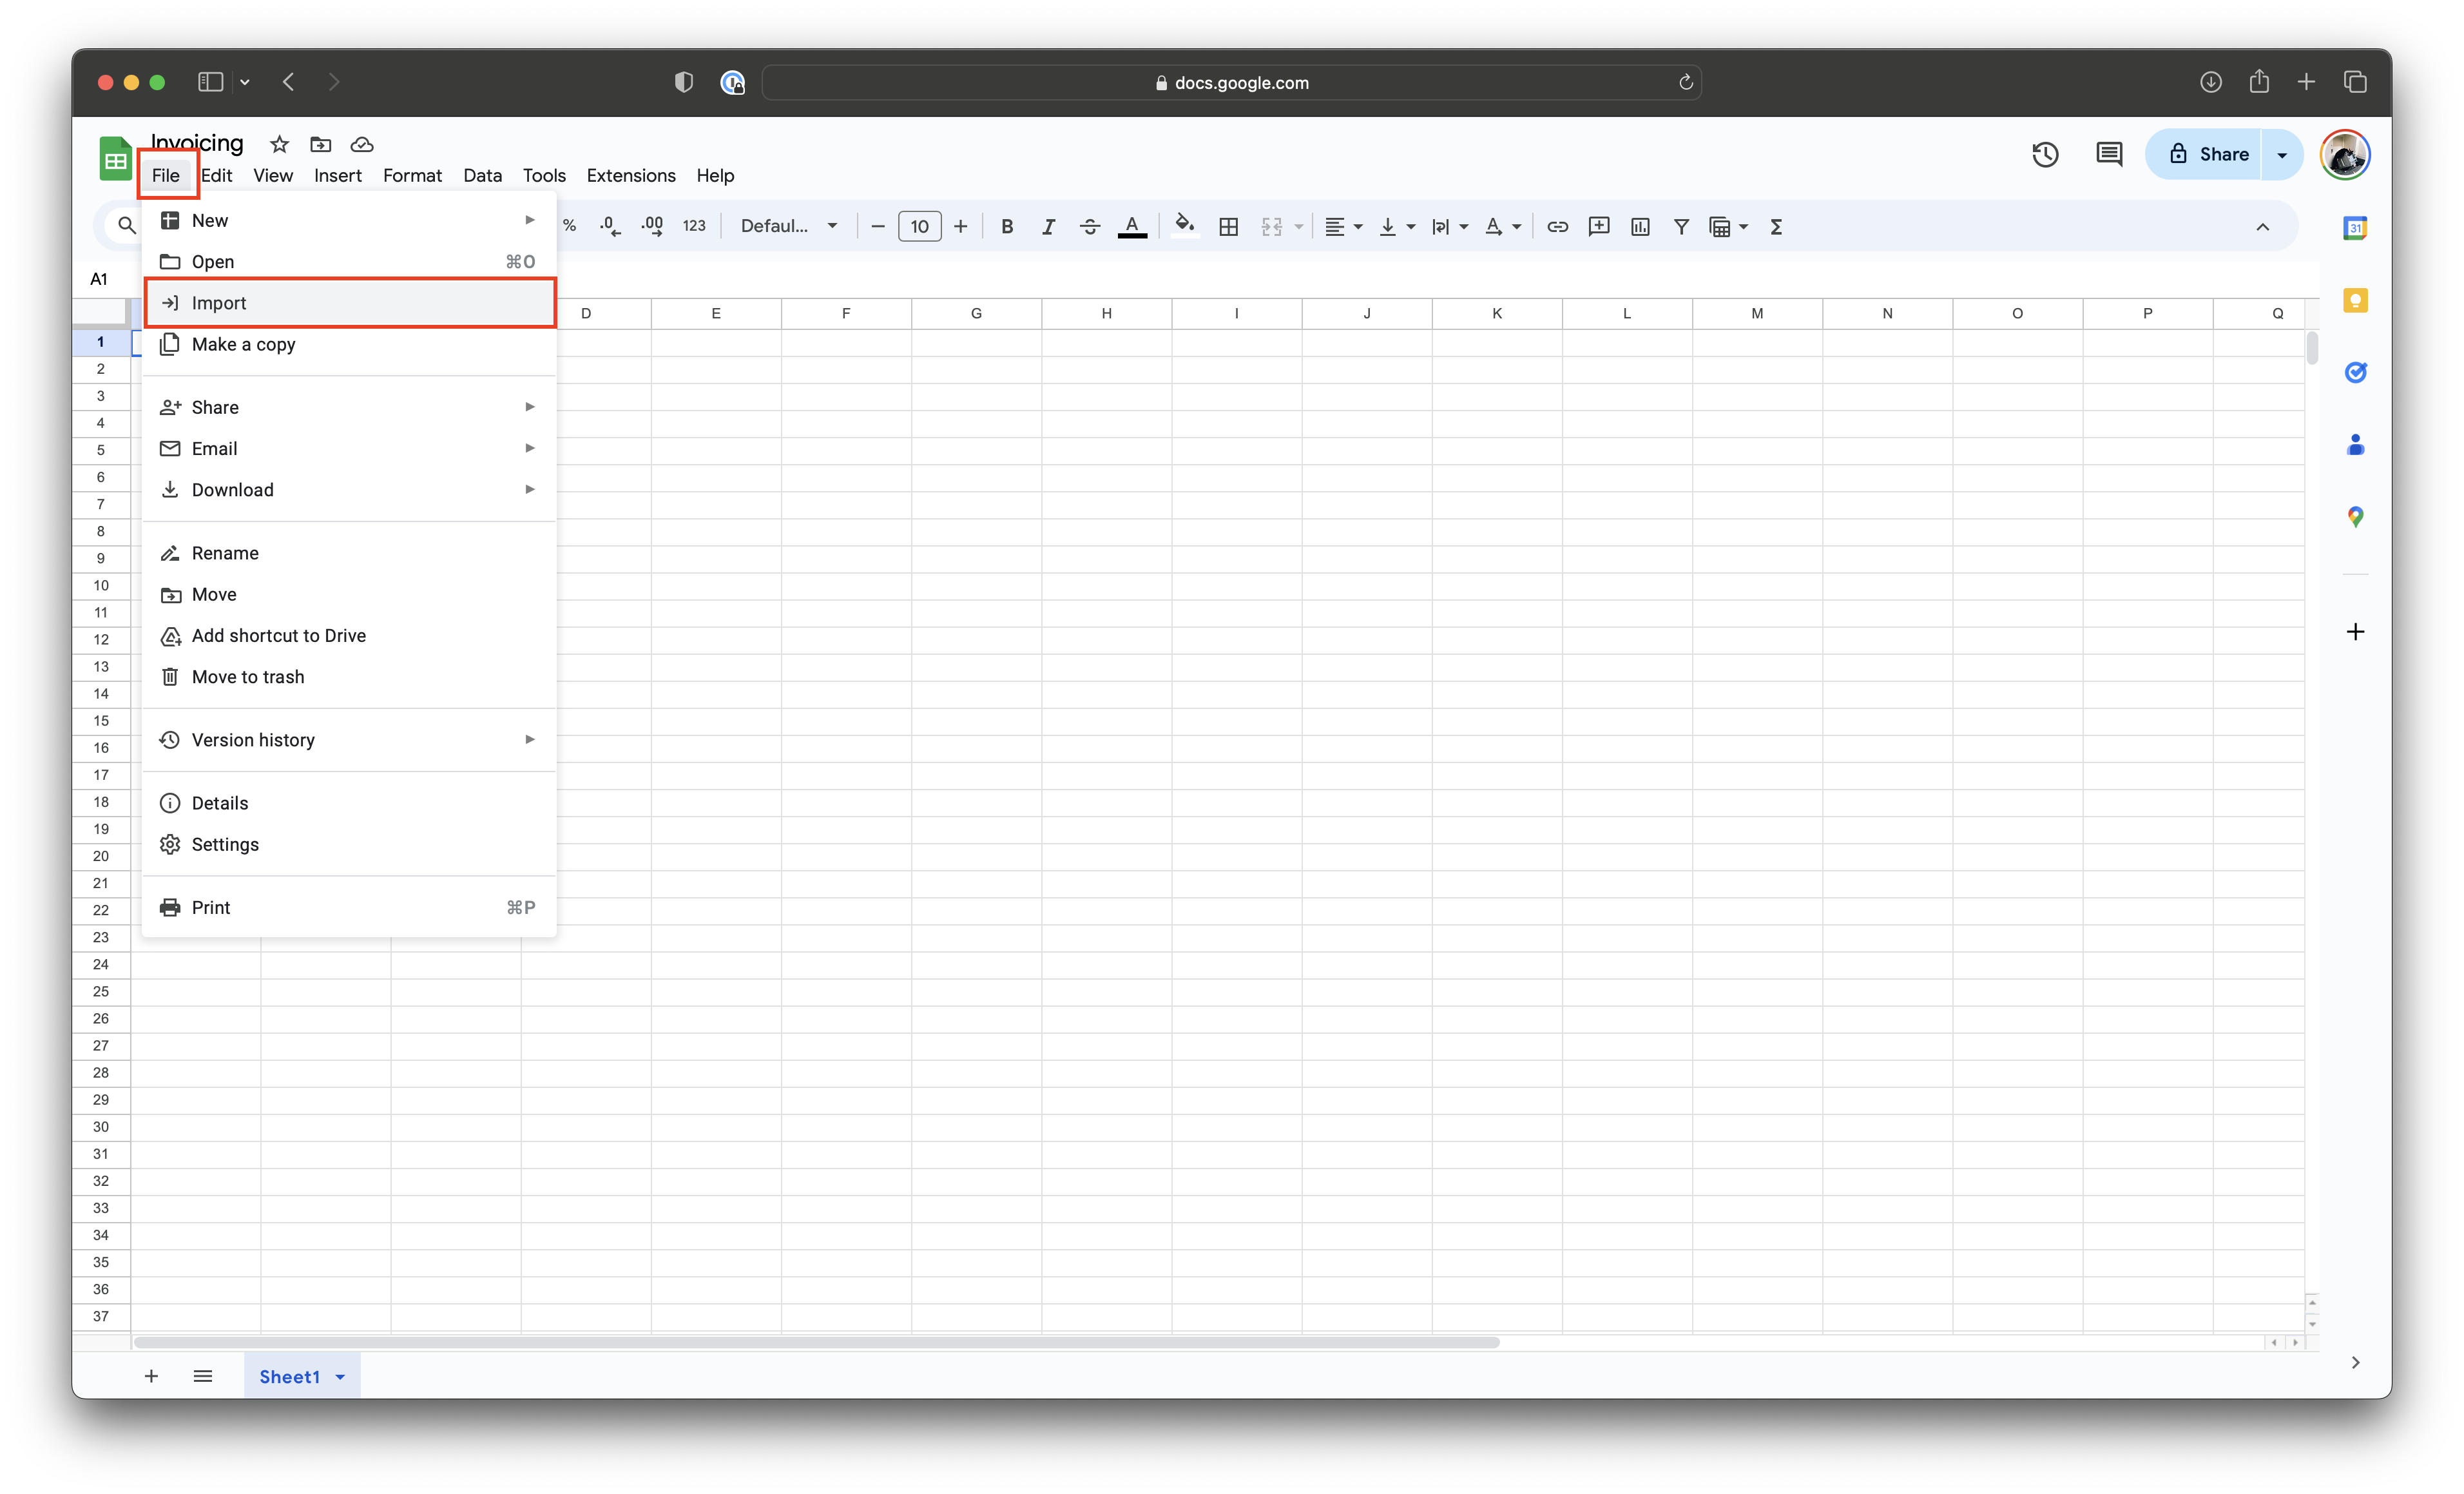 docs.google.com
Invoicing
File Edit View Insert Format Data Tools Extensions Help
Share
% .0 .00 123 Defaul... 10 B I A
31
A1
New
Open ⌘O
Import
Make a copy
Share
Email
Download
Rename
Move
Add shortcut to Drive
Move to trash
Version history
Details
Settings
Print ⌘P
D E F G H I J K L M N O P Q
1
2
3
4
5
6
7
8
9
10
11
12
13
14
15
16
17
18
19
20
21
22
23
24
25
26
27
28
29
30
31
32
33
34
35
36
37
Sheet1